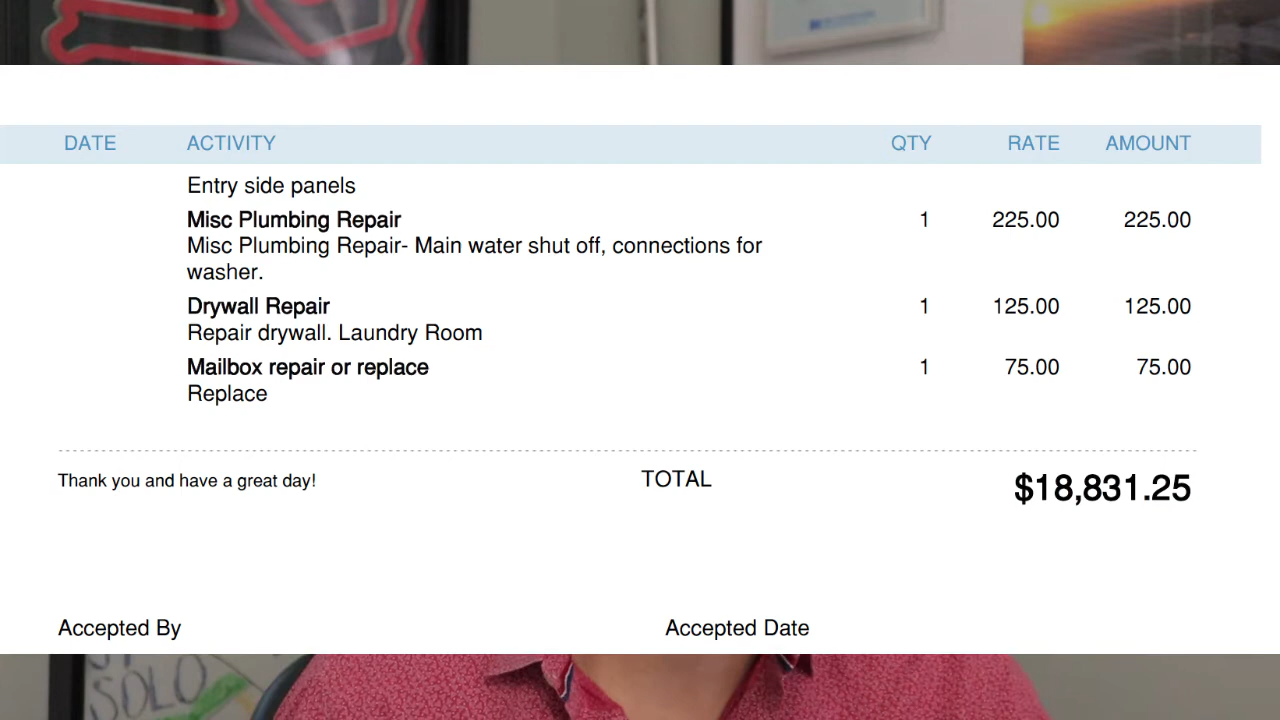 DATE ACTIVITY QTY RATE AMOUNT
Entry side panels
Misc Plumbing Repair 1 225.00 225.00
Misc Plumbing Repair- Main water shut off, connections for
washer.
Drywall Repair 1 125.00 125.00
Repair drywall. Laundry Room
Mailbox repair or replace 1 75.00 75.00
Replace
Thank you and have a great day! TOTAL $18,831.25
Accepted By Accepted Date
SOLO